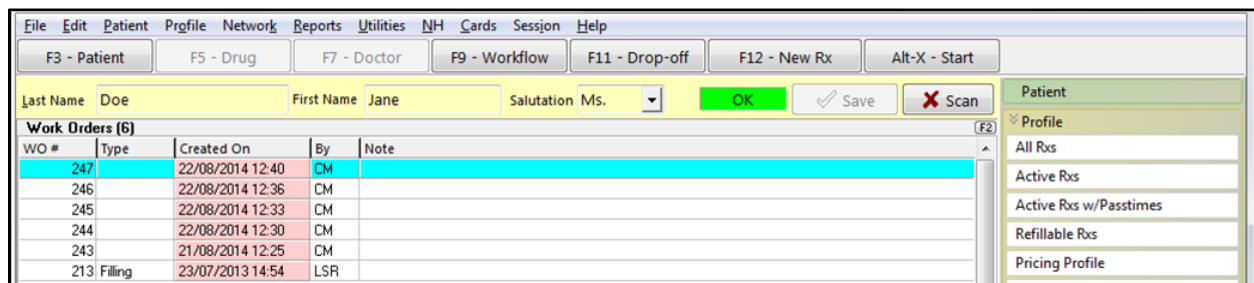 File Edit Patient Profile Network Reports Utilities NH Cards Session Help
F3 - Patient F5 - Drug F7 - Doctor F9 - Workflow F11 - Drop-off F12 - New Rx Alt-X - Start
Last Name Doe First Name Jane Salutation Ms. OK Save Scan
Work Orders (6) F2
WO # Type Created On By Note
247 22/08/2014 12:40 CM
246 22/08/2014 12:36 CM
245 22/08/2014 12:33 CM
244 22/08/2014 12:30 CM
243 21/08/2014 12:25 CM
213 Filling 23/07/2013 14:54 LSR
Patient
Profile
All Rxs
Active Rxs
Active Rxs w/Passtimes
Refillable Rxs
Pricing Profile